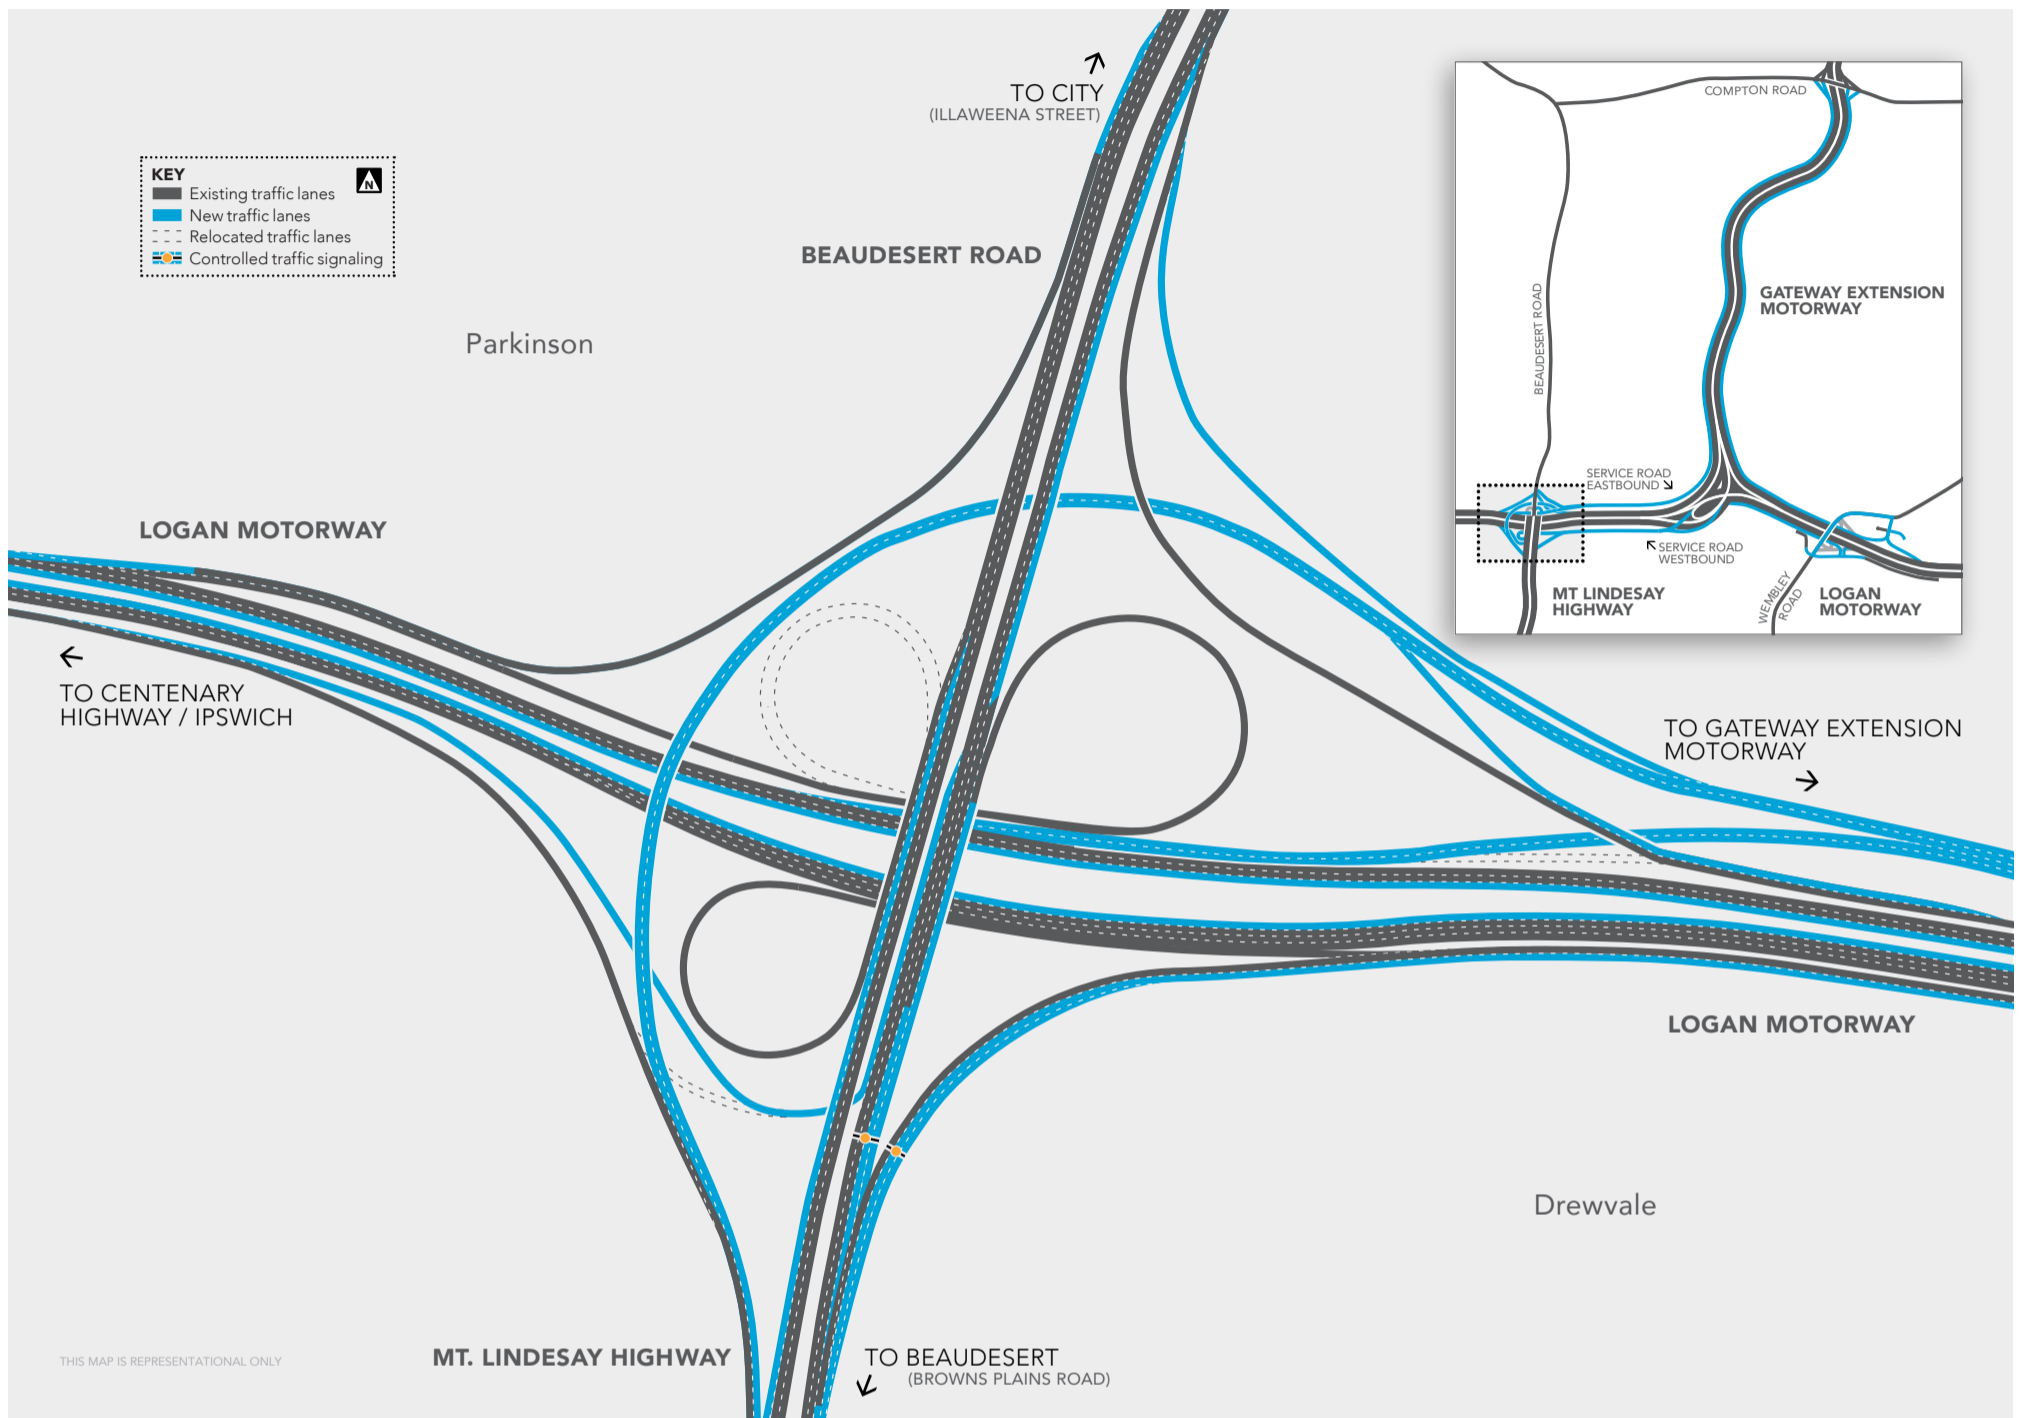 TO CITY
(ILLAWEENA STREET)
KEY
N
Existing traffic lanes
New traffic lanes
Relocated traffic lanes
Controlled traffic signaling
BEAUDESERT ROAD
Parkinson
LOGAN MOTORWAY
TO CENTENARY
HIGHWAY / IPSWICH
COMPTON ROAD
BEAUDESERT ROAD
GATEWAY EXTENSION
MOTORWAY
SERVICE ROAD
EASTBOUND
SERVICE ROAD
WESTBOUND
MT LINDESAY
HIGHWAY
WEMBLEY
ROAD
LOGAN
MOTORWAY
TO GATEWAY EXTENSION
MOTORWAY
LOGAN MOTORWAY
Drewvale
THIS MAP IS REPRESENTATIONAL ONLY
MT. LINDESAY HIGHWAY
TO BEAUDESERT
(BROWNS PLAINS ROAD)